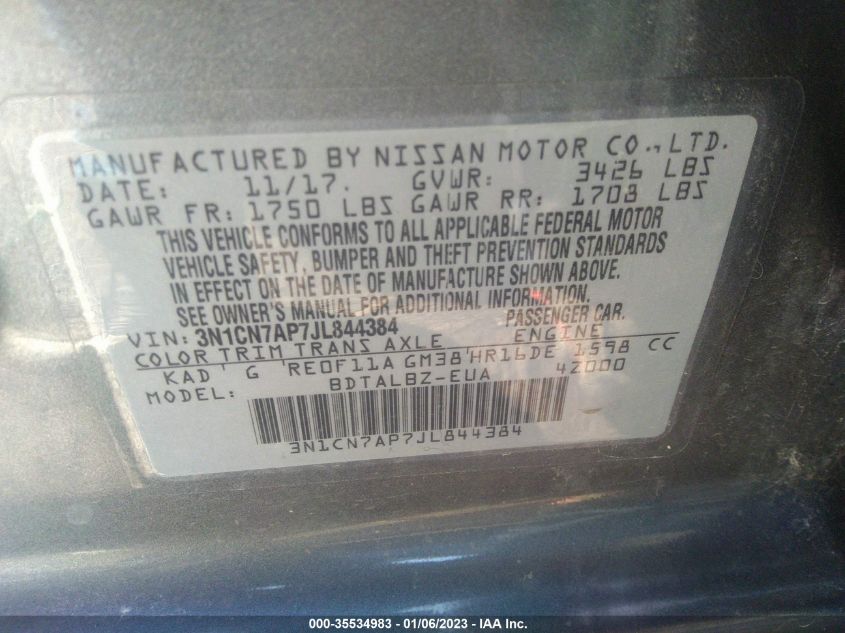 MANUFACTURED BY NISSAN MOTOR CO., LTD.
DATE: 11/17. GVWR: 3426 LBS
GAWR FR: 1750 LBS GAWR RR: 1708 LBS
THIS VEHICLE CONFORMS TO ALL APPLICABLE FEDERAL MOTOR
VEHICLE SAFETY, BUMPER AND THEFT PREVENTION STANDARDS
IN EFFECT ON THE DATE OF MANUFACTURE SHOWN ABOVE.
SEE OWNER'S MANUAL FOR ADDITIONAL INFORMATION.
VIN: 3N1CN7AP7JL844384 PASSENGER CAR.
COLOR TRIM TRANS AXLE ENGINE
KAD G RE0F11A GM38 HR16DE 1598 CC
MODEL: BDTALBZ-EUA 42000
3N1CN7AP7JL844384
000-35534983 — 01/06/2023 — IAA Inc.